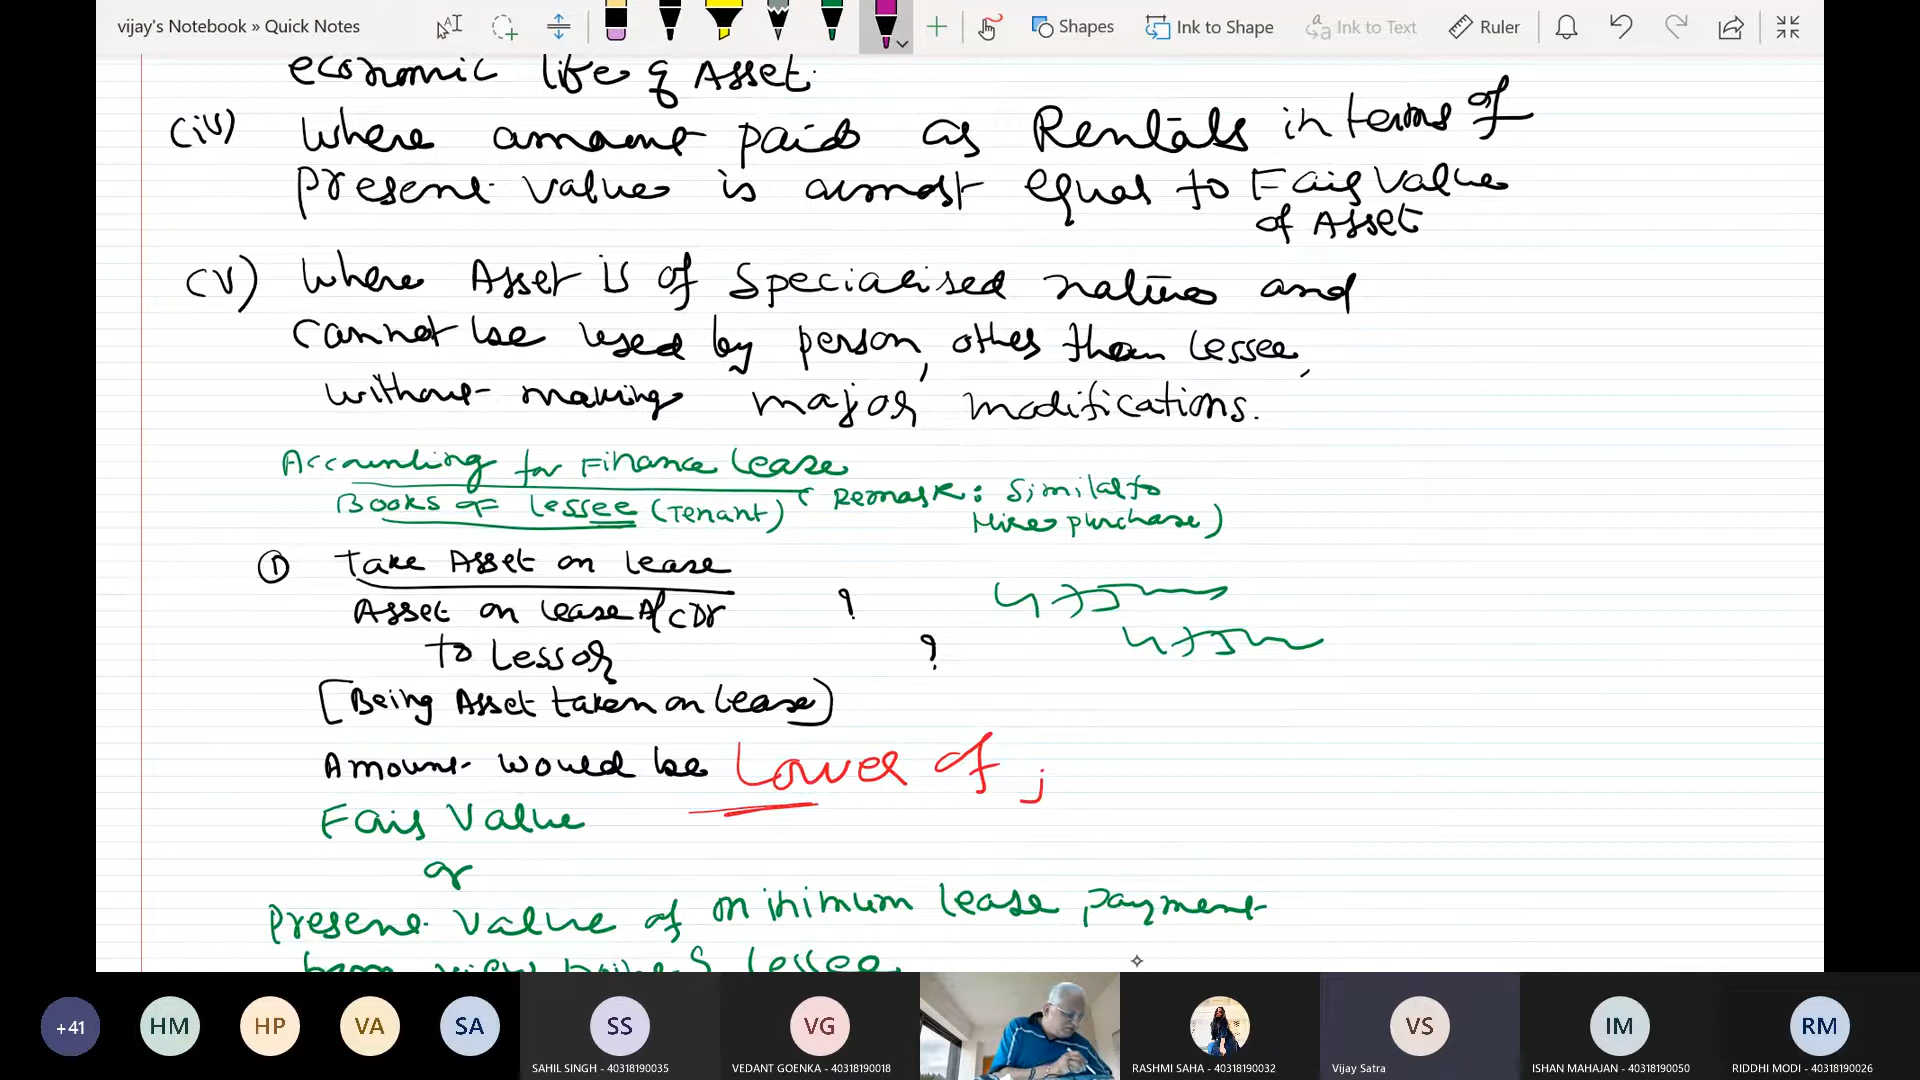 vijay's Notebook » Quick Notes
Shapes
Ink to Shape
Ink to Text
Ruler
economic life of Asset.
(iv) Where amount paid as Rentals in terms of
present value is almost equal to Fair Value
of Asset
(v) Where Asset is of Specialised nature and
cannot be used by person, other than lessee,
without making major modifications.
Accounting for Finance Lease
Books of Lessee (Tenant) ( Remark: Similar to
Hire purchase)
① Take Asset on lease
Asset on lease A/c Dr ?
To Lessor ?
[Being Asset taken on lease)
Amount would be Lower of ;
Fair Value
or
Present value of minimum lease payment
from view point of lessee
+41
HM
HP
VA
SA
SS
VG
VS
IM
RM
SAHIL SINGH - 40318190035
VEDANT GOENKA - 40318190018
RASHMI SAHA - 40318190032
Vijay Satra
ISHAN MAHAJAN - 40318190050
RIDDHI MODI - 40318190026